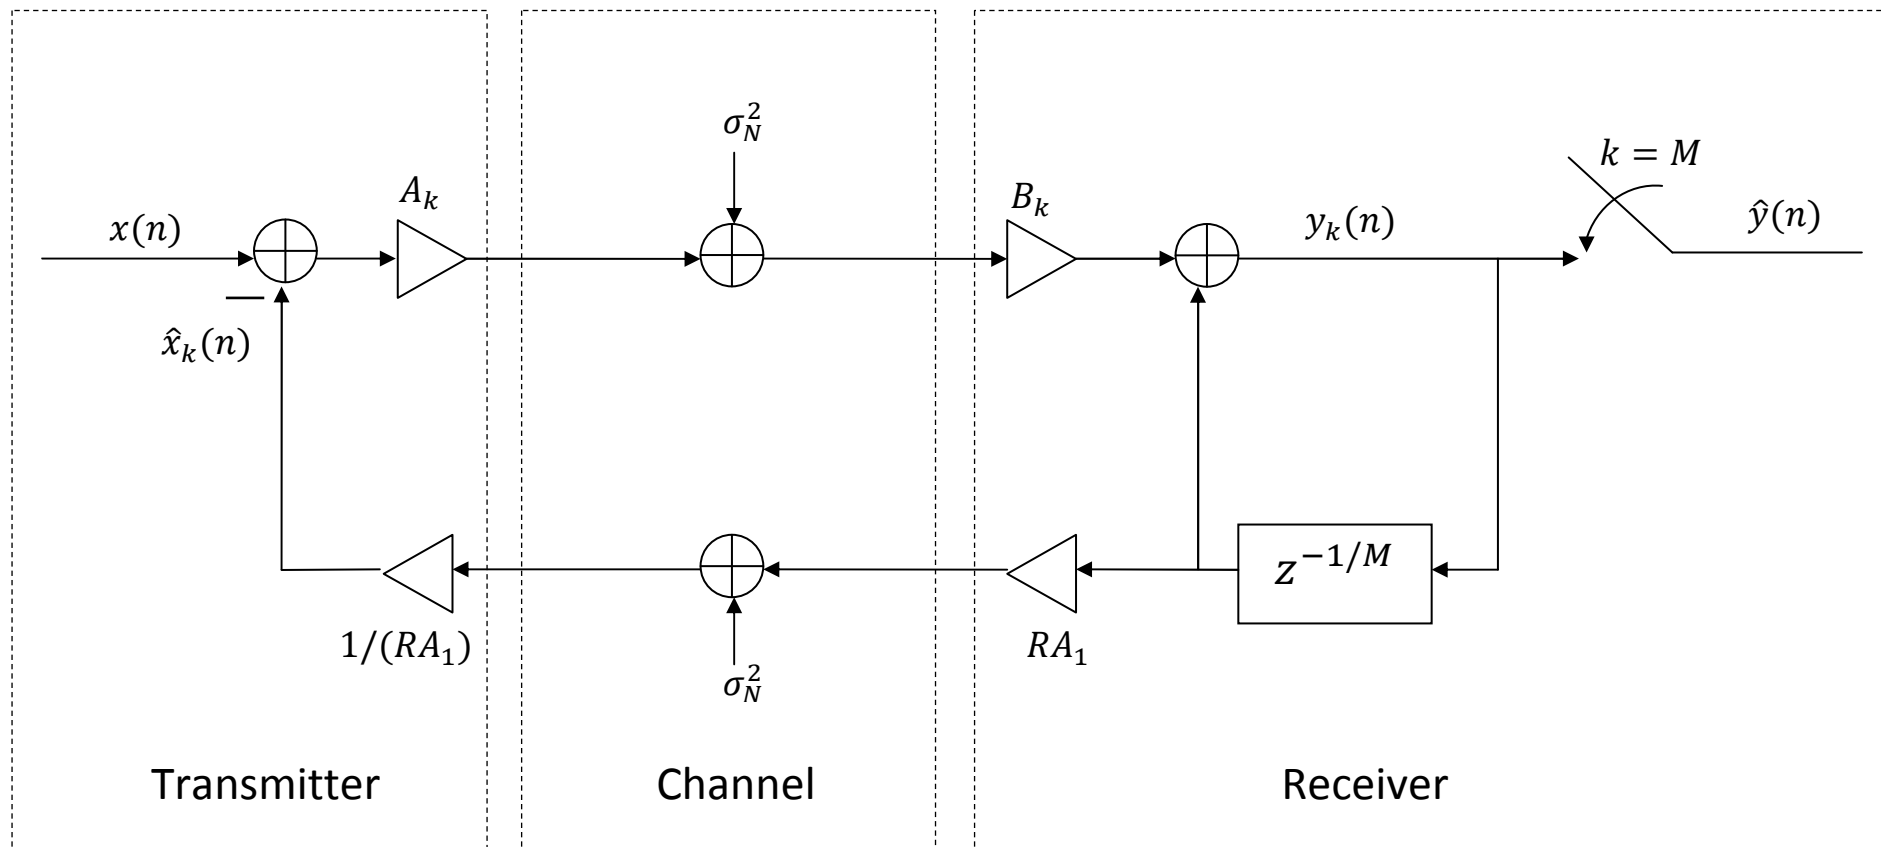 σ_N^2
k = M
A_k
B_k
x(n)
y_k(n)
ŷ(n)
−
x̂_k(n)
z^{-1/M}
1/(RA_1)
RA_1
σ_N^2
Transmitter
Channel
Receiver